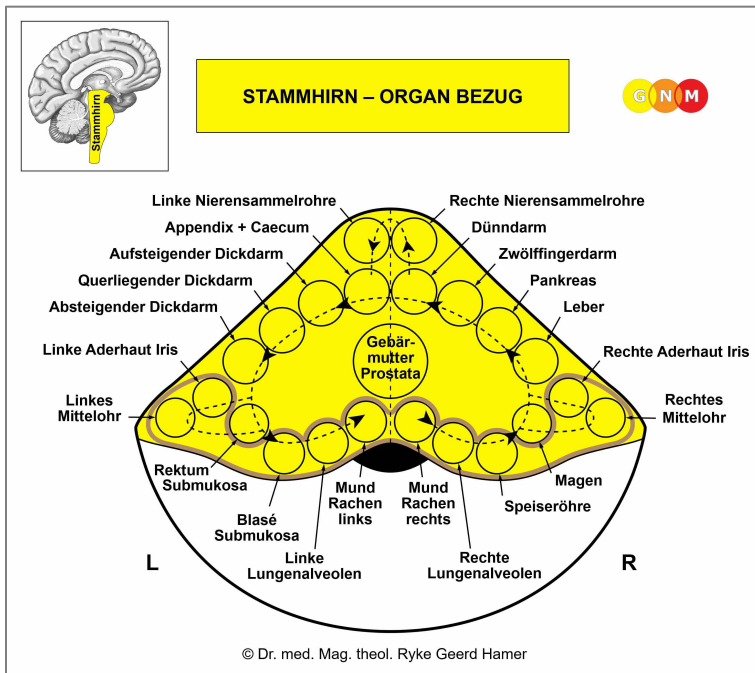 Stammhirn
STAMMHIRN – ORGAN BEZUG
G N M
Linke Nierensammelrohre
Rechte Nierensammelrohre
Appendix + Caecum
Dünndarm
Aufsteigender Dickdarm
Zwölffingerdarm
Querliegender Dickdarm
Pankreas
Absteigender Dickdarm
Leber
Linke Aderhaut Iris
Rechte Aderhaut Iris
Gebär-
mutter
Prostata
Linkes
Mittelohr
Rechtes
Mittelohr
Rektum
Submukosa
Blasé
Submukosa
Linke
Lungenalveolen
Mund
Rachen
links
Mund
Rachen
rechts
Rechte
Lungenalveolen
Speiseröhre
Magen
L
R
© Dr. med. Mag. theol. Ryke Geerd Hamer